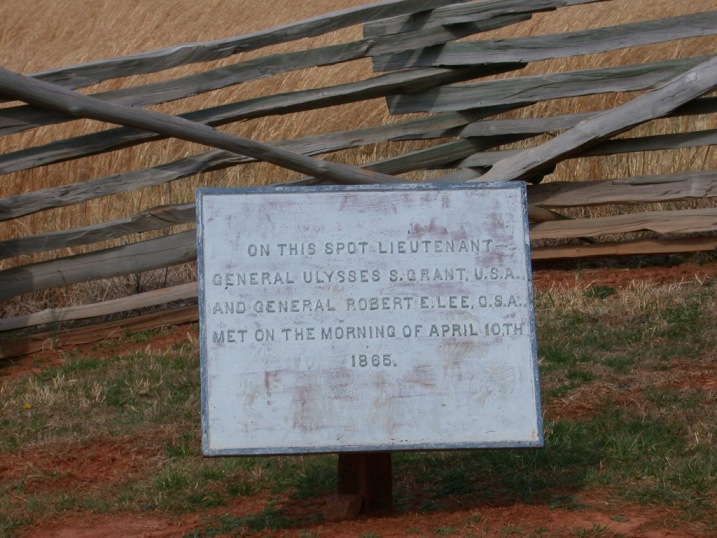 ON THIS SPOT LIEUTENANT-
GENERAL ULYSSES S. GRANT, U.S.A.,
AND GENERAL ROBERT E. LEE, C.S.A.
MET ON THE MORNING OF APRIL 10TH
1865.